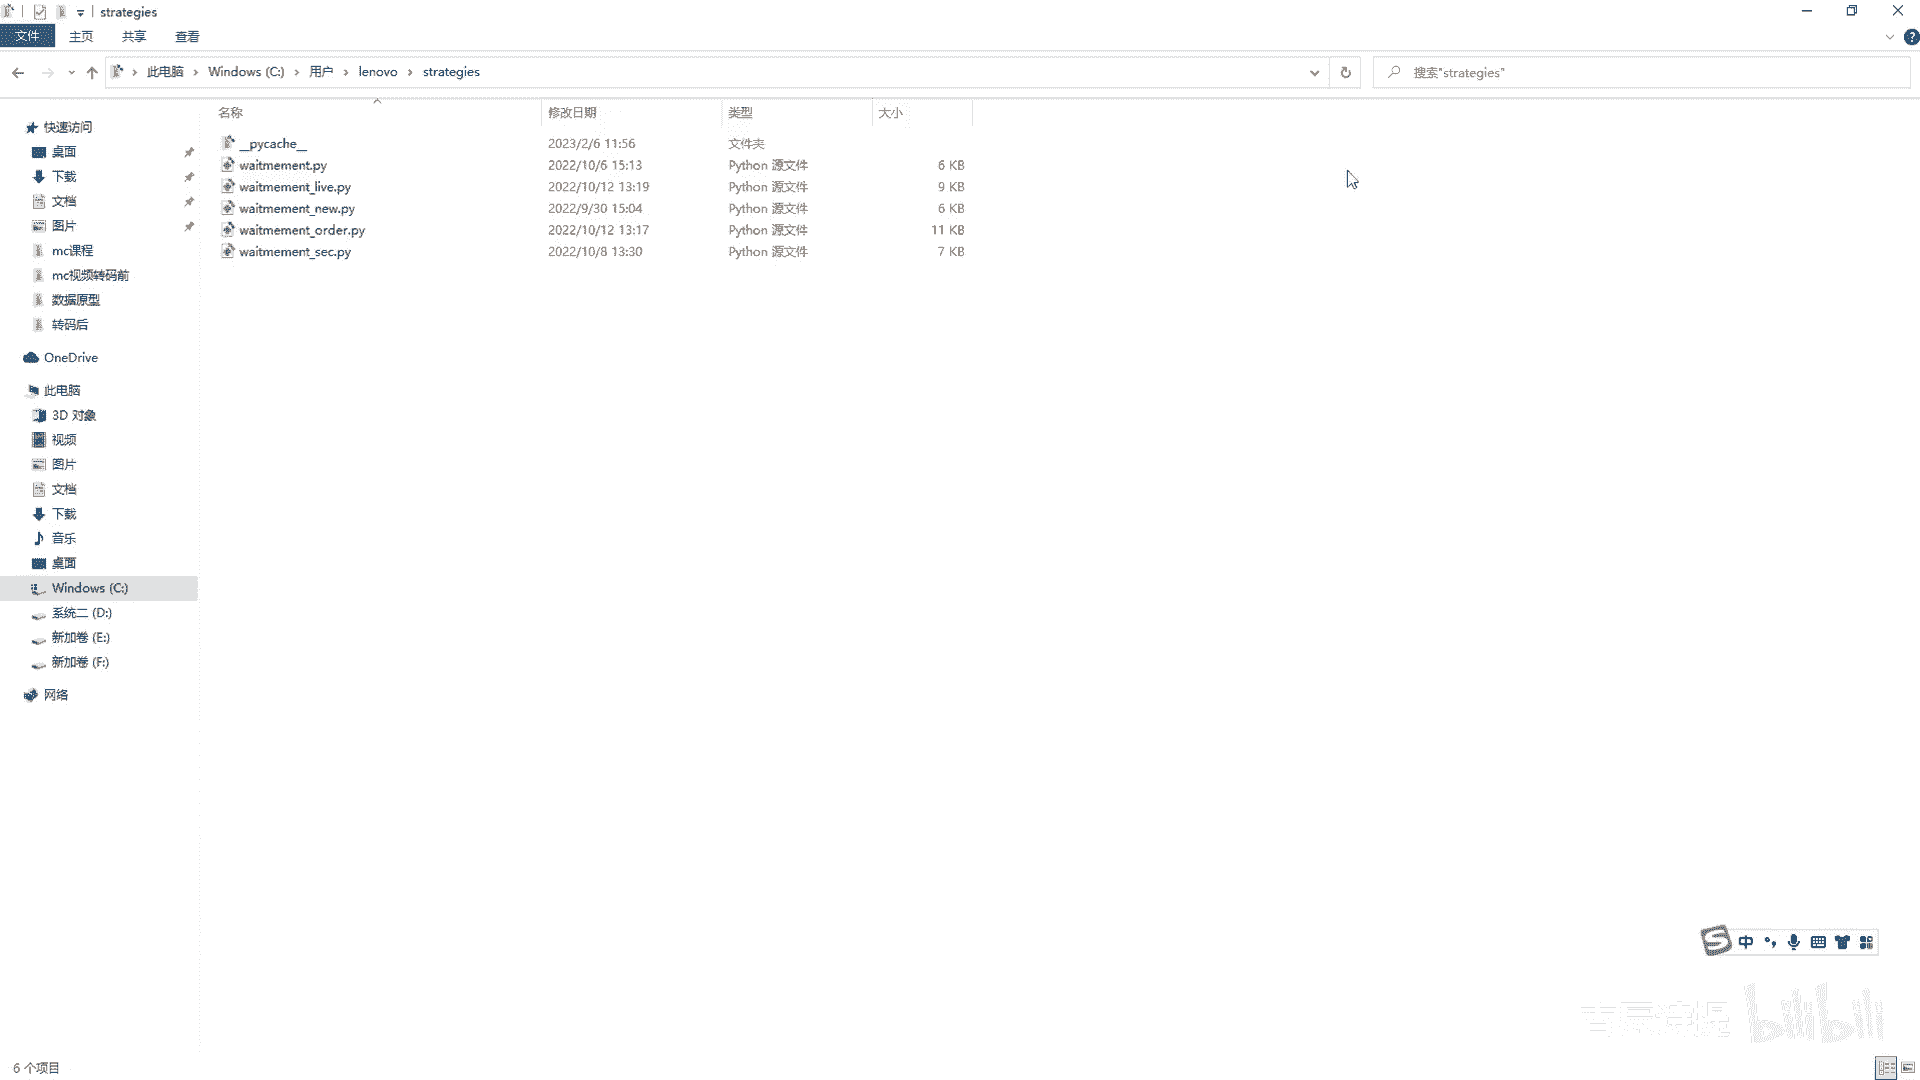 strategies
文件 主页 共享 查看
此电脑 Windows (C:) 用户 lenovo strategies
搜索"strategies"
名称 修改日期 类型 大小
__pycache__ 2023/2/6 11:56 文件夹
waitmement.py 2022/10/6 15:13 Python 源文件 6 KB
waitmement_live.py 2022/10/12 13:19 Python 源文件 9 KB
waitmement_new.py 2022/9/30 15:04 Python 源文件 6 KB
waitmement_order.py 2022/10/12 13:17 Python 源文件 11 KB
waitmement_sec.py 2022/10/8 13:30 Python 源文件 7 KB
快速访问
桌面
下载
文档
图片
mc课程
mc视频转码前
数据原型
转码后
OneDrive
此电脑
3D 对象
视频
图片
文档
下载
音乐
桌面
Windows (C:)
系统二 (D:)
新加卷 (E:)
新加卷 (F:)
网络
中
bilibili
6 个项目